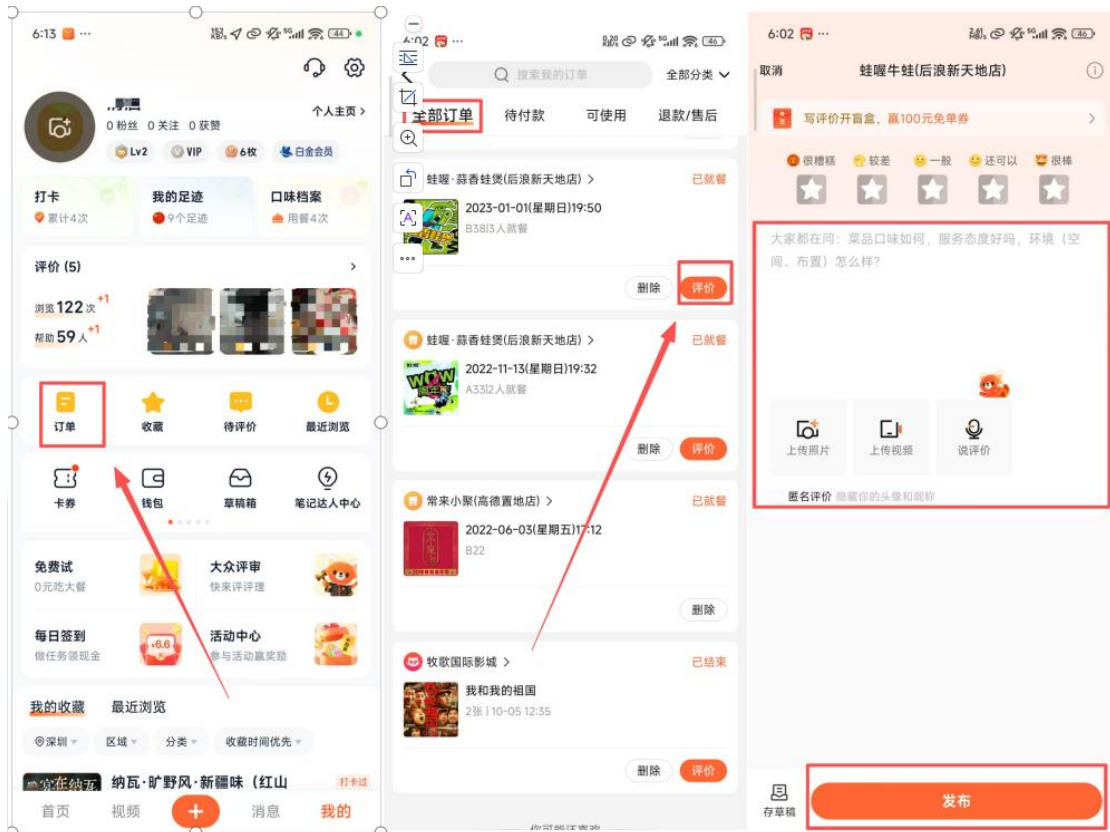 6:13
5G
44
个人主页 >
0 粉丝 0 关注 0 获赞
Lv2 VIP 6枚 白金会员
打卡
累计4次
我的足迹
9个足迹
口味档案
用餐4次
评价 (5)
浏览 122 次 +1
帮助 59 人 +1
订单 收藏 待评价 最近浏览
卡券 钱包 草稿箱 笔记达人中心
免费试
0元吃大餐
大众评审
快来评评理
每日签到
做任务领现金
6.6
活动中心
参与活动赢奖励
我的收藏 最近浏览
深圳 区域 分类 收藏时间优先
纳瓦·旷野风·新疆味（红山
打卡过
首页 视频 + 消息 我的
6:02
5G
46
搜索我的订单
全部分类
全部订单 待付款 可使用 退款/售后
蛙喔·蒜香蛙煲(后浪新天地店) >
已就餐
2023-01-01(星期日)19:50
B38|3人就餐
删除 评价
蛙喔·蒜香蛙煲(后浪新天地店) >
已就餐
WOW
2022-11-13(星期日)19:32
A33|2人就餐
删除 评价
常来小聚(高德置地店) >
已就餐
2022-06-03(星期五)17:12
B22
删除
牧歌国际影城 >
已结束
我和我的祖国
2张 | 10-05 12:35
删除 评价
你可能还喜欢
6:02
5G
46
取消
蛙喔牛蛙(后浪新天地店)
写评价开盲盒，赢100元免单券 >
很糟糕 较差 一般 还可以 很棒
大家都在问：菜品口味如何，服务态度好吗，环境（空
间、布置）怎么样？
上传照片 上传视频 说评价
匿名评价 隐藏你的头像和昵称
存草稿
发布